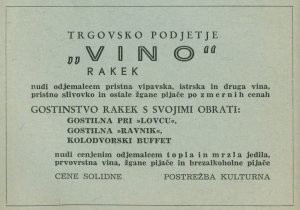 TRGOVSKO PODJETJE
„VINO“
RAKEK
nudi odjemalcem pristna vipavska, istrska in druga vina,
pristno slivovko in ostale žgane pijače po zmernih cenah
GOSTINSTVO RAKEK S SVOJIMI OBRATI:
GOSTILNA PRI »LOVCU«,
GOSTILNA »RAVNIK«,
KOLODVORSKI BUFFET
nudi cenjenim odjemalcem topla in mrzla jedila,
prvovrstna vina, žgane pijače in brezalkoholne pijače
CENE SOLIDNE POSTREŽBA KULTURNA